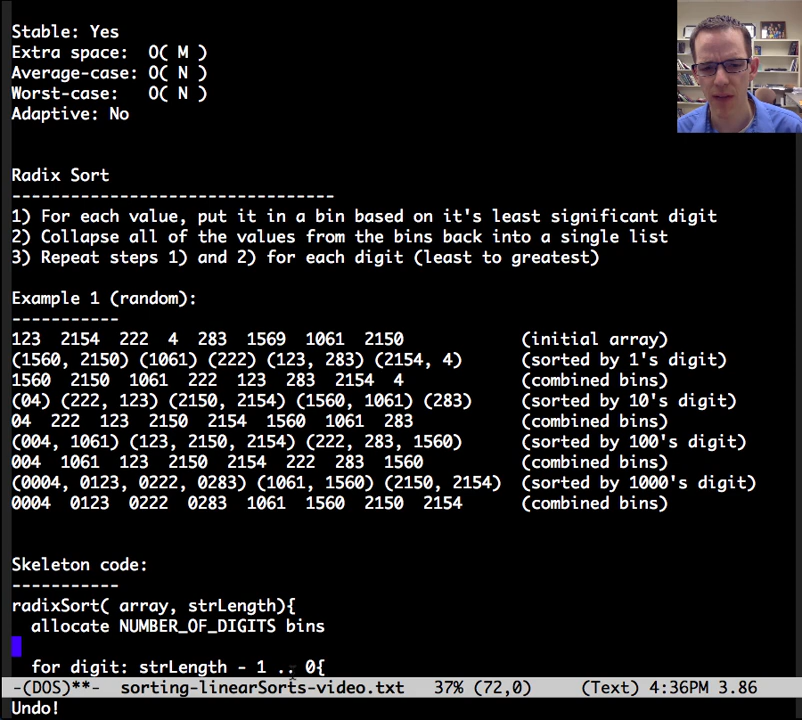 Stable: Yes
Extra space:  O( M )
Average-case: O( N )
Worst-case:   O( N )
Adaptive: No
Radix Sort
---------------------------------
1) For each value, put it in a bin based on it's least significant digit
2) Collapse all of the values from the bins back into a single list
3) Repeat steps 1) and 2) for each digit (least to greatest)
Example 1 (random):
-----------
123  2154  222  4  283  1569  1061  2150            (initial array)
(1560, 2150) (1061) (222) (123, 283) (2154, 4)      (sorted by 1's digit)
1560  2150  1061  222  123  283  2154  4            (combined bins)
(04) (222, 123) (2150, 2154) (1560, 1061) (283)     (sorted by 10's digit)
04  222  123  2150  2154  1560  1061  283           (combined bins)
(004, 1061) (123, 2150, 2154) (222, 283, 1560)      (sorted by 100's digit)
004  1061  123  2150  2154  222  283  1560          (combined bins)
(0004, 0123, 0222, 0283) (1061, 1560) (2150, 2154)  (sorted by 1000's digit)
0004  0123  0222  0283  1061  1560  2150  2154      (combined bins)
Skeleton code:
-----------
radixSort( array, strLength){
  allocate NUMBER_OF_DIGITS bins
  for digit: strLength - 1 .. 0{
-(DOS)**-  sorting-linearSorts-video.txt   37% (72,0)     (Text) 4:36PM 3.86
Undo!